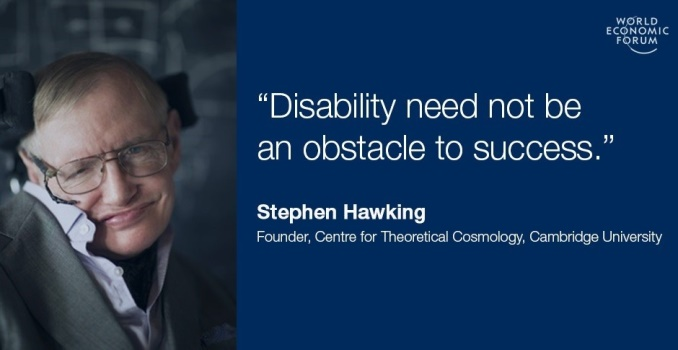 WORLD
ECONOMIC
FORUM
“Disability need not be
an obstacle to success.”
Stephen Hawking
Founder, Centre for Theoretical Cosmology, Cambridge University